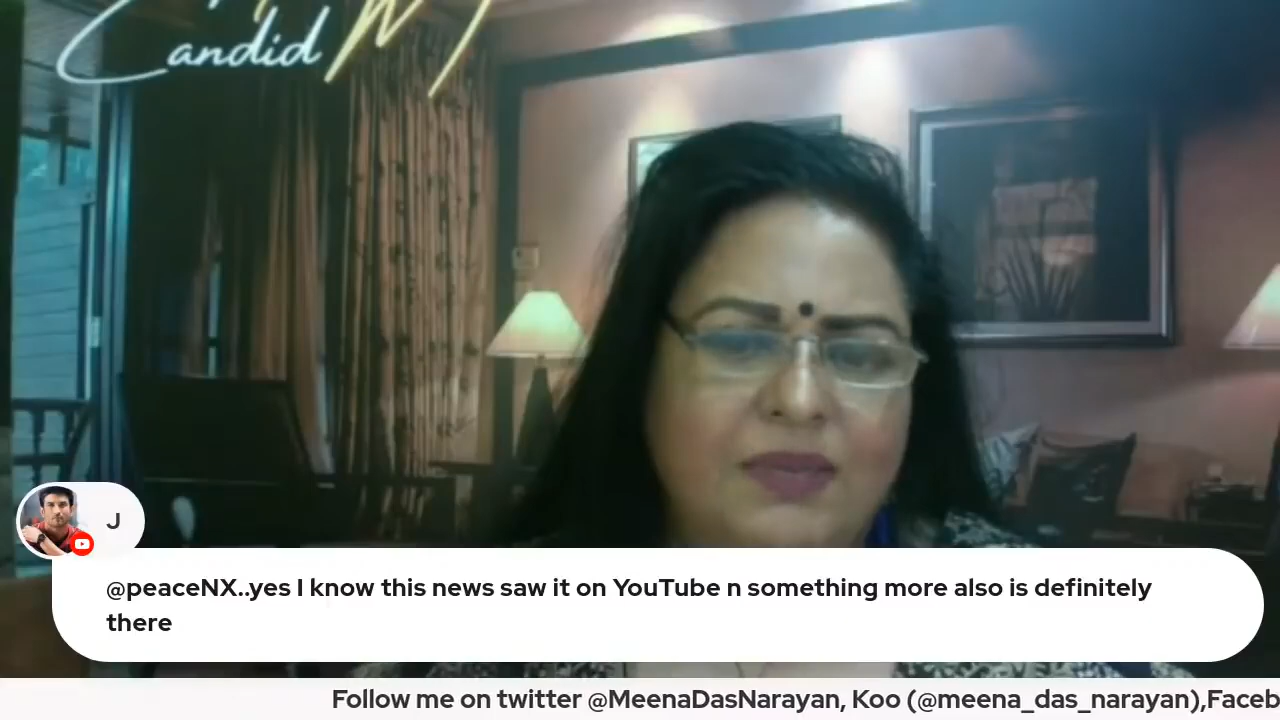 Candid M
J
@peaceNX..yes I know this news saw it on YouTube n something more also is definitely
there
Follow me on twitter @MeenaDasNarayan, Koo (@meena_das_narayan),Faceb